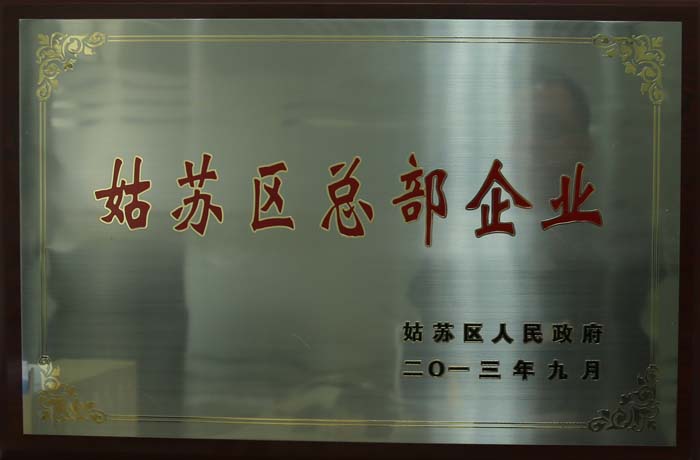 姑苏区总部企业
姑苏区人民政府
二〇一三年九月